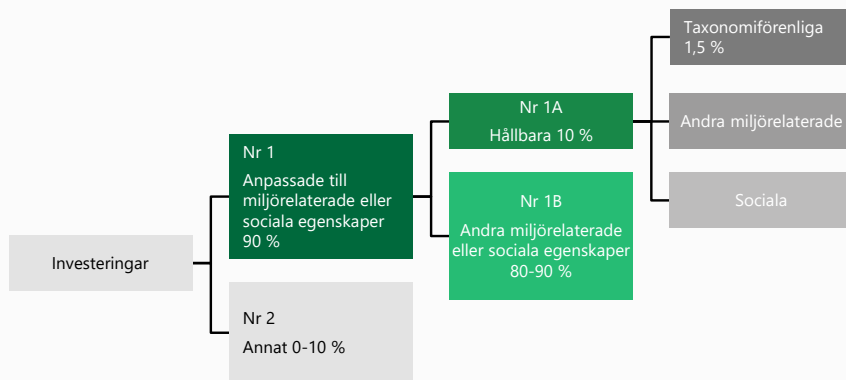 Investeringar
Nr 1
Anpassade till
miljörelaterade eller
sociala egenskaper
90 %
Nr 2
Annat 0-10 %
Nr 1A
Hållbara 10 %
Nr 1B
Andra miljörelaterade
eller sociala egenskaper
80-90 %
Taxonomiförenliga
1,5 %
Andra miljörelaterade
Sociala